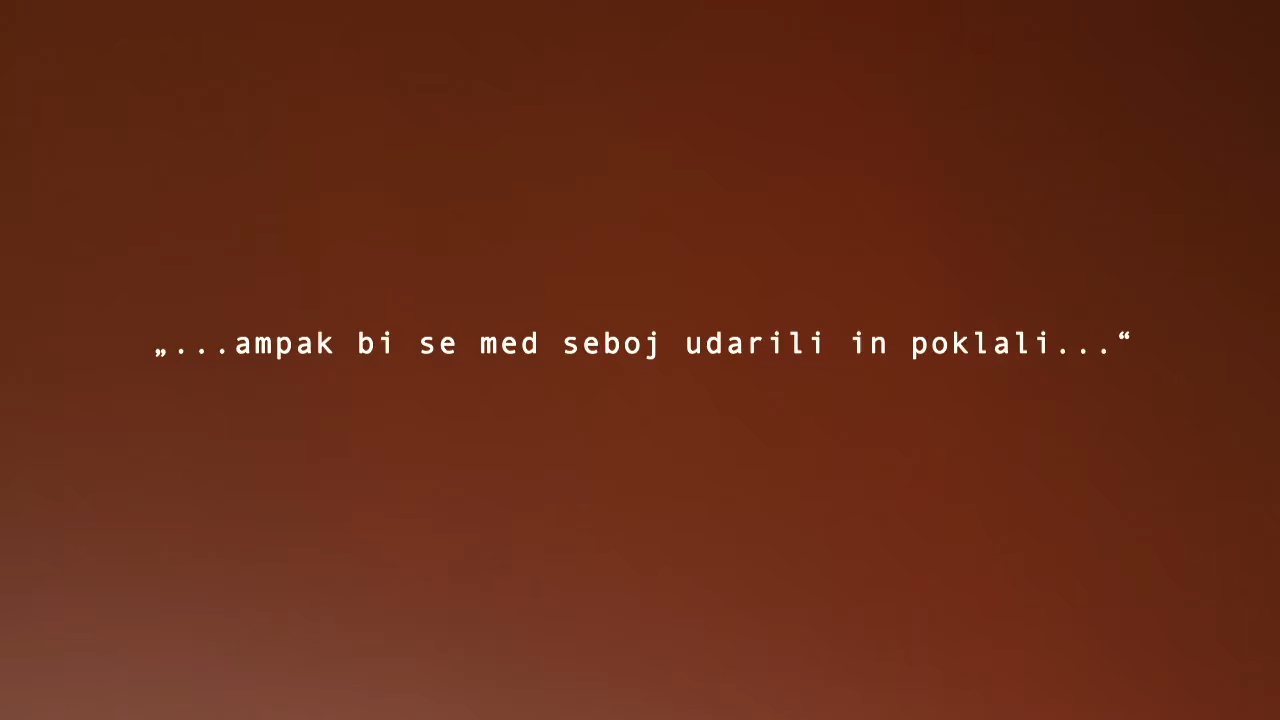 „...ampak bi se med seboj udarili in poklali...“